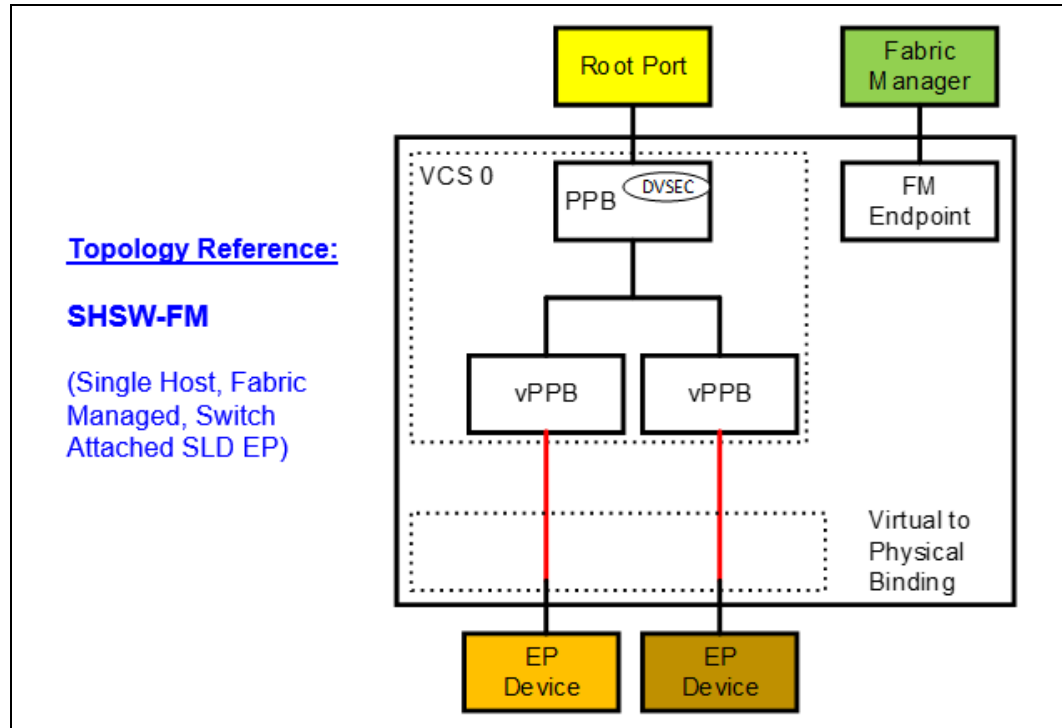 Root Port
Fabric
Manager
VCS 0
DVSEC
PPB
FM
Endpoint
Topology Reference:
SHSW-FM
(Single Host, Fabric
Managed, Switch
Attached SLD EP)
vPPB
vPPB
Virtual to
Physical
Binding
EP
Device
EP
Device